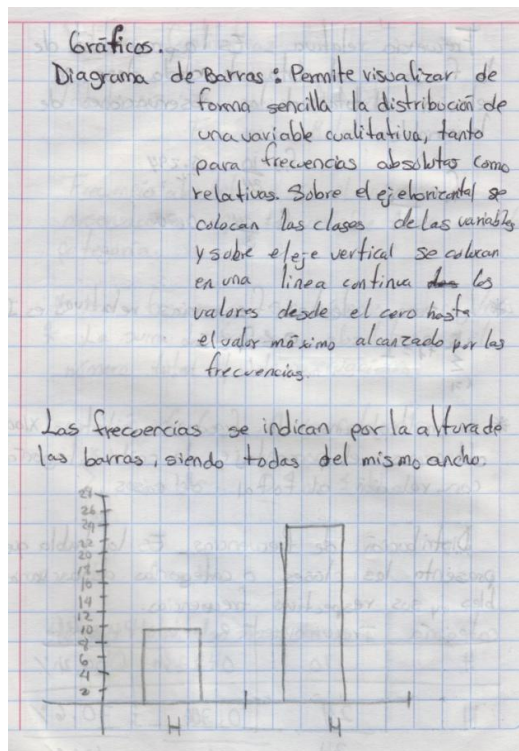 Gráficos.
Diagrama de Barras: Permite visualizar de
forma sencilla la distribución de
una variable cualitativa, tanto
para frecuencias absolutas como
relativas. Sobre el eje horizontal se
colocan las clases de las variables
y sobre el eje vertical se colocan
en una linea continua los
valores desde el cero hasta
el valor máximo alcanzado por las
frecuencias.
Las frecuencias se indican por la altura de
las barras, siendo todas del mismo ancho.
28
26
24
22
20
18
16
14
12
10
8
6
4
2
H H